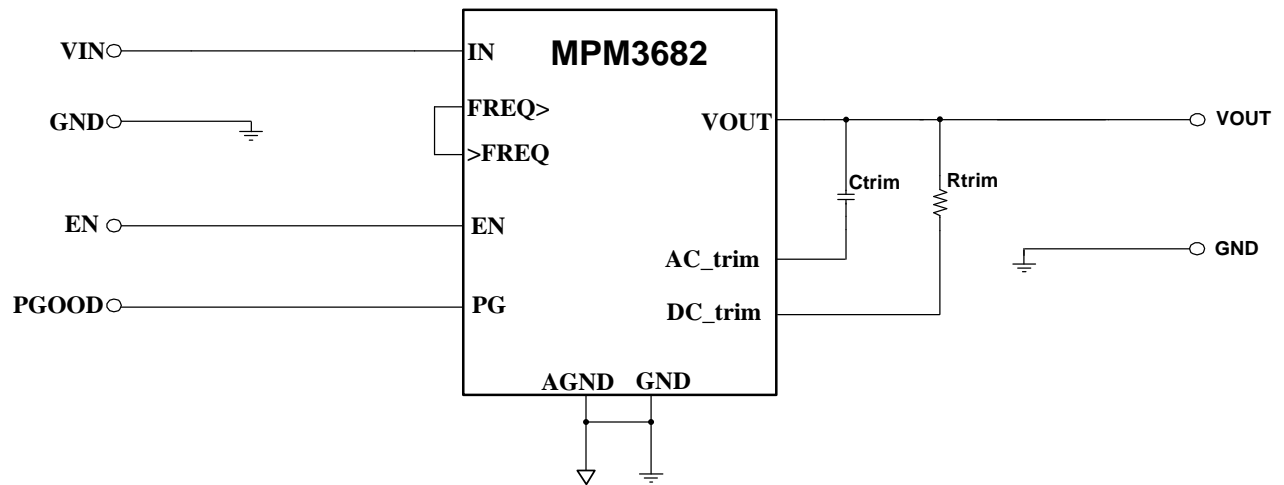 MPM3682
VIN
IN
GND
FREQ>
>FREQ
VOUT
VOUT
Ctrim
Rtrim
EN
EN
AC_trim
GND
PGOOD
PG
DC_trim
AGND
GND